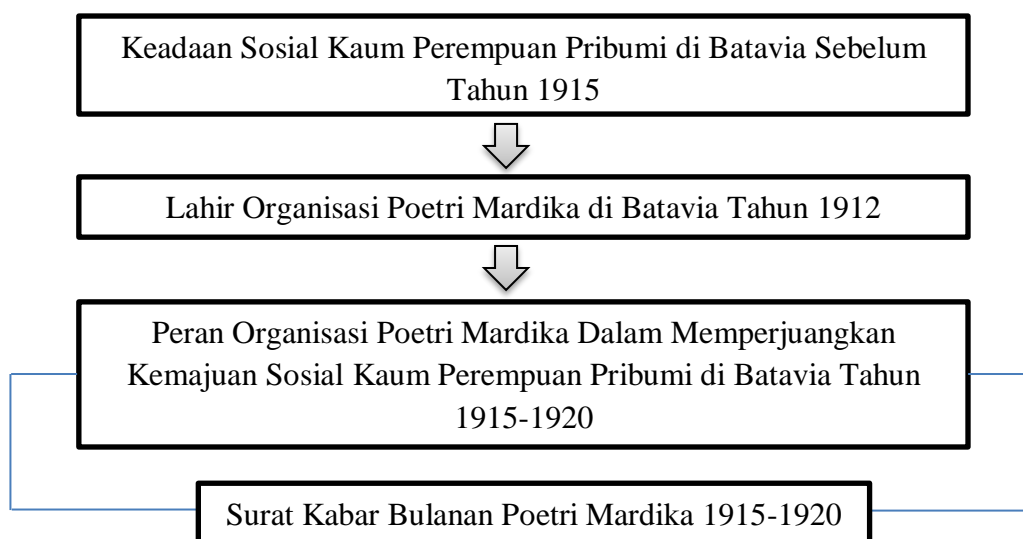 Keadaan Sosial Kaum Perempuan Pribumi di Batavia Sebelum
Tahun 1915
Lahir Organisasi Poetri Mardika di Batavia Tahun 1912
Peran Organisasi Poetri Mardika Dalam Memperjuangkan
Kemajuan Sosial Kaum Perempuan Pribumi di Batavia Tahun
1915-1920
Surat Kabar Bulanan Poetri Mardika 1915-1920